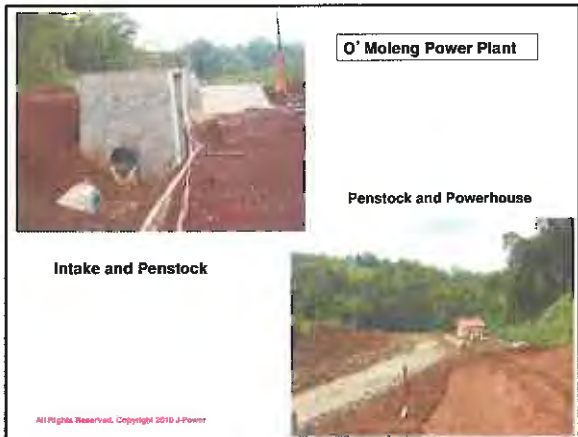 O' Moleng Power Plant
Penstock and Powerhouse
Intake and Penstock
All Rights Reserved. Copyright 2010 J-Power